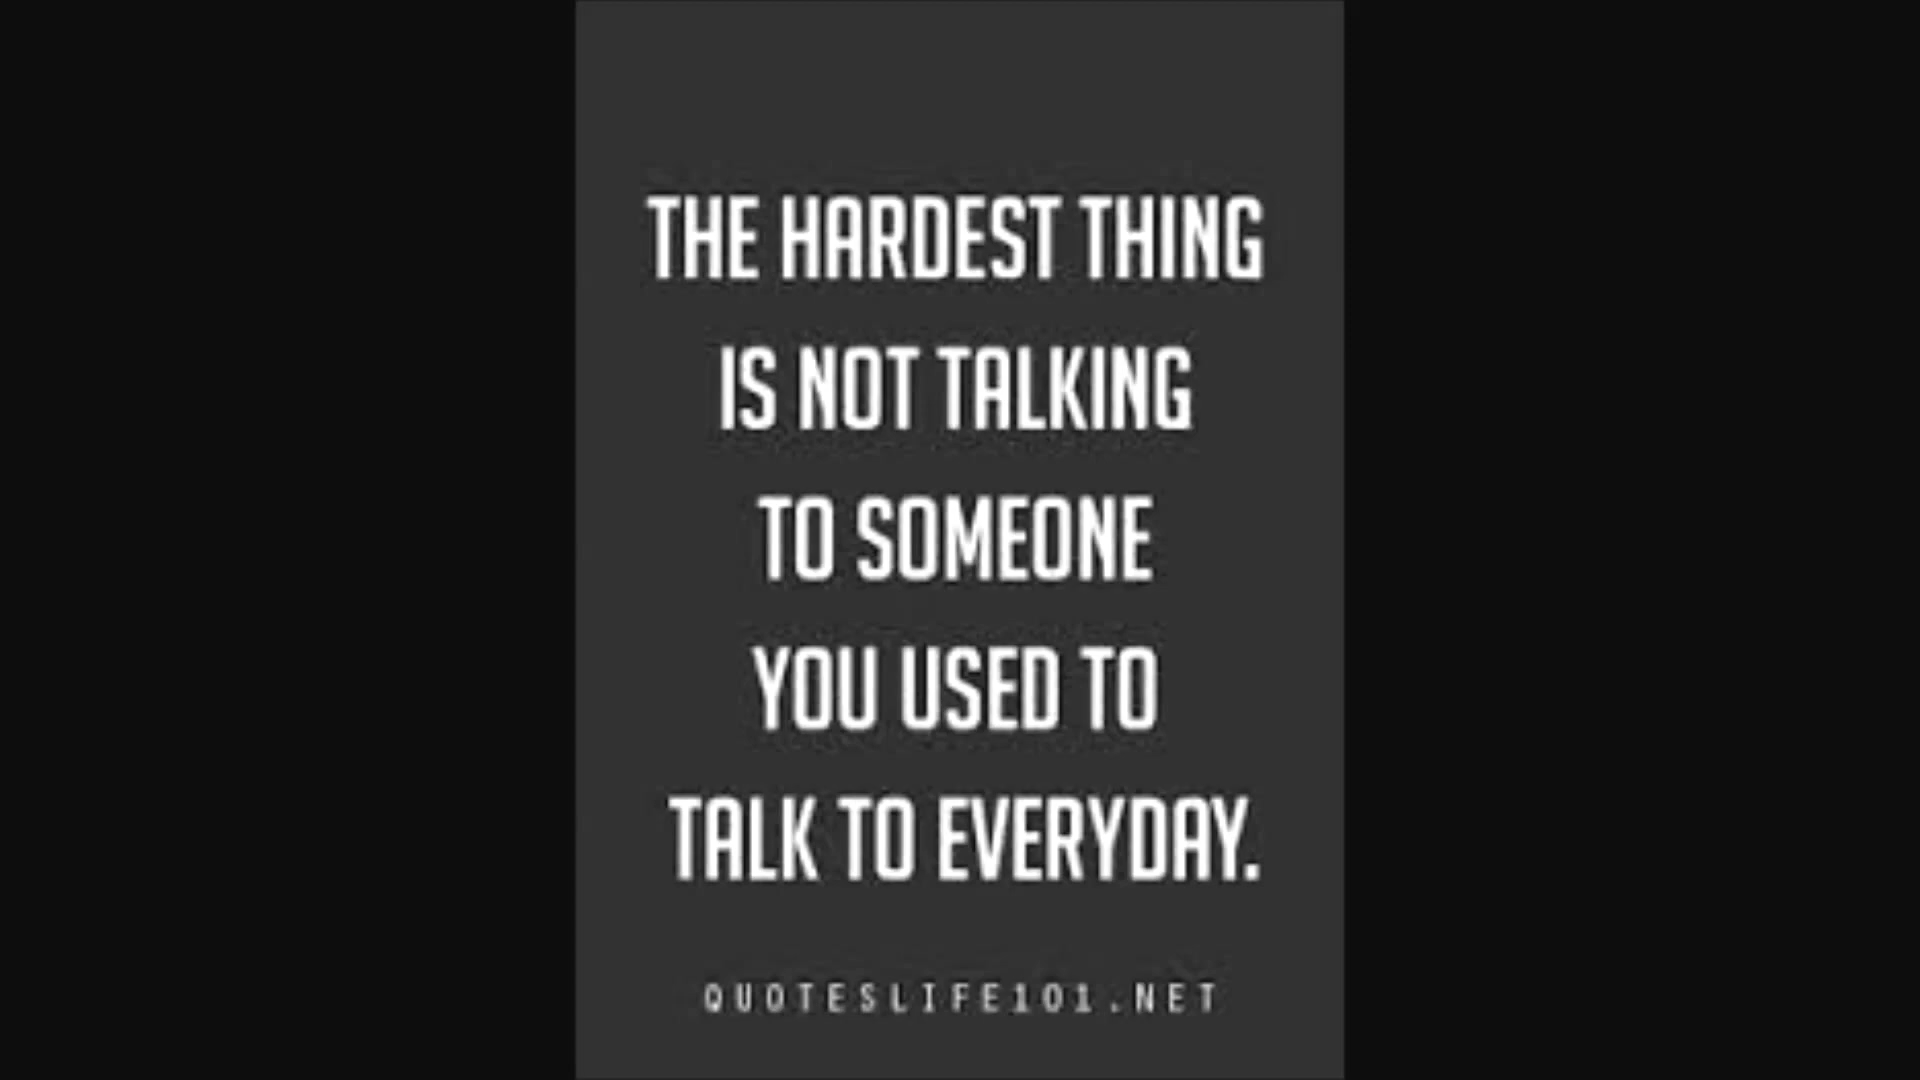 THE HARDEST THING
IS NOT TALKING
TO SOMEONE
YOU USED TO
TALK TO EVERYDAY.
QUOTESLIFE101.NET